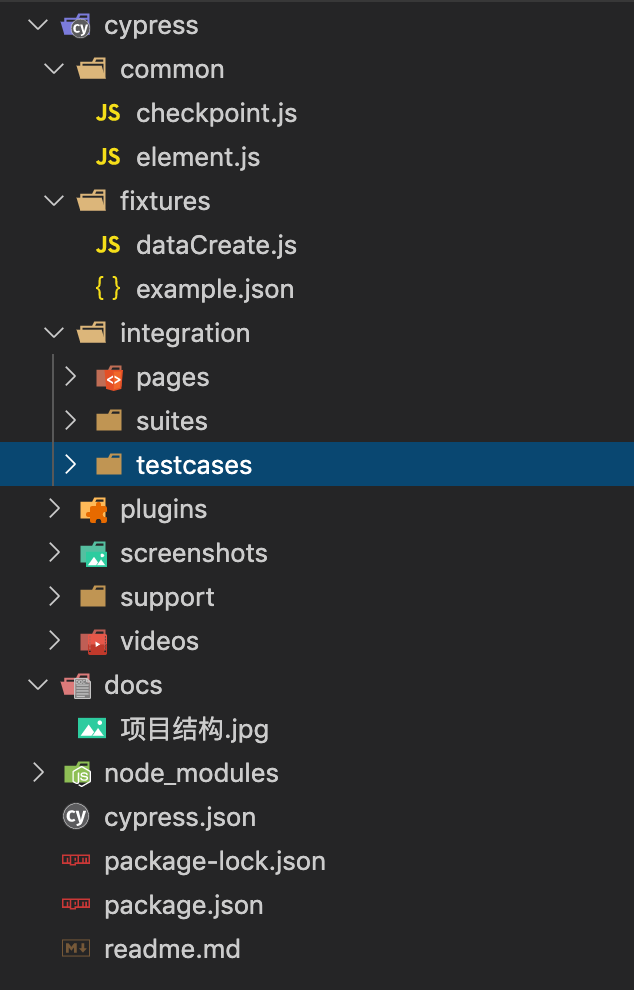 cypress
common
JS checkpoint.js
JS element.js
fixtures
JS dataCreate.js
{ } example.json
integration
pages
suites
testcases
plugins
screenshots
support
videos
docs
项目结构.jpg
node_modules
cy cypress.json
package-lock.json
package.json
M readme.md